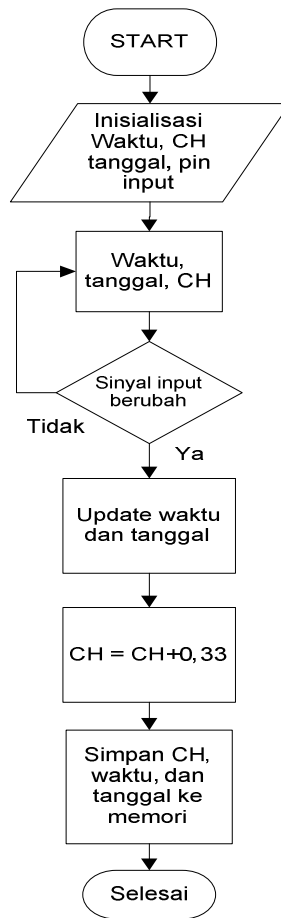 START
Inisialisasi
Waktu, CH
tanggal, pin
input
Waktu,
tanggal, CH
Sinyal input
berubah
Tidak
Ya
Update waktu
dan tanggal
CH = CH+0,33
Simpan CH,
waktu, dan
tanggal ke
memori
Selesai